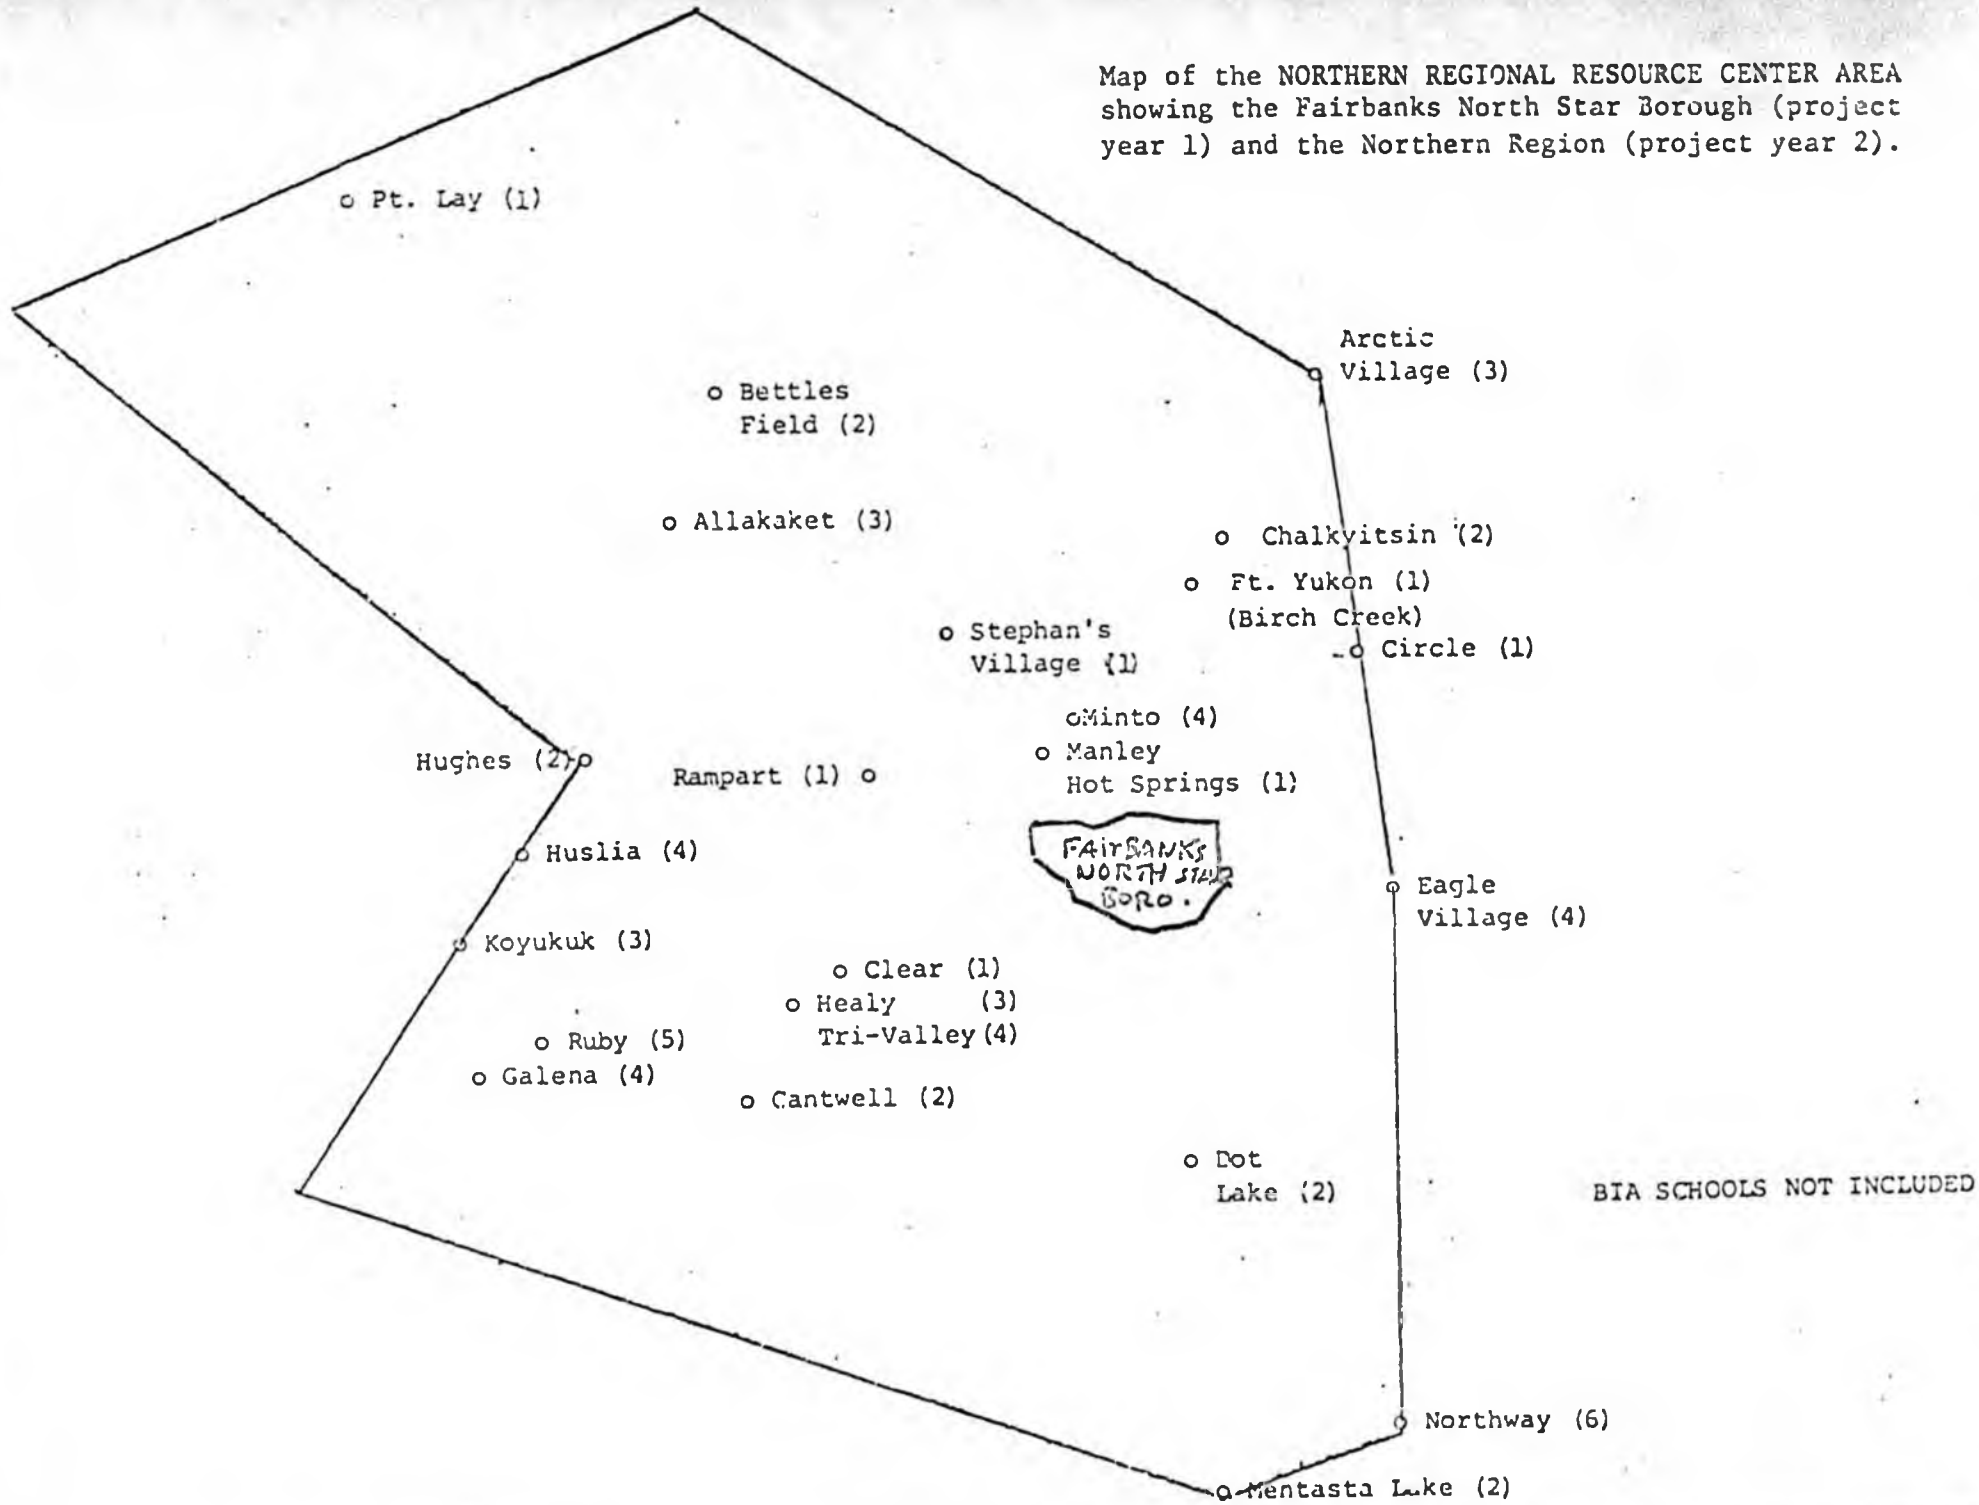 Map of the NORTHERN REGIONAL RESOURCE CENTER AREA
showing the Fairbanks North Star Borough (project
year 1) and the Northern Region (project year 2).
Pt. Lay (1)
Arctic
Village (3)
Bettles
Field (2)
Allakaket (3)
Chalkyitsin (2)
Ft. Yukon (1)
(Birch Creek)
Stephan's
Village (1)
Circle (1)
Minto (4)
Manley
Hot Springs (1)
Hughes (2)
Rampart (1)
FAIRBANKS
NORTH STAR
BORO.
Huslia (4)
Eagle
Village (4)
Koyukuk (3)
Clear (1)
Healy (3)
Tri-Valley (4)
Ruby (5)
Galena (4)
Cantwell (2)
Dot
Lake (2)
BIA SCHOOLS NOT INCLUDED
Northway (6)
Mentasta Lake (2)